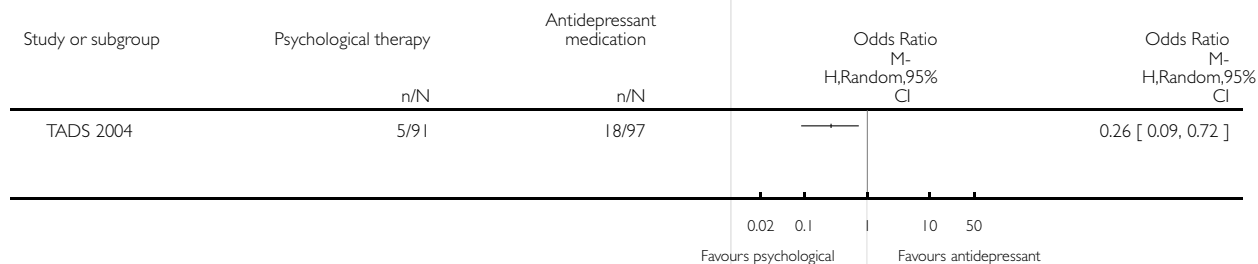 Study or subgroup Psychological therapy Antidepressant medication Odds Ratio Odds Ratio
n/N n/N M-H,Random,95% CI M-H,Random,95% CI
TADS 2004 5/91 18/97 0.26 [ 0.09, 0.72 ]
0.02 0.1 1 10 50
Favours psychological Favours antidepressant